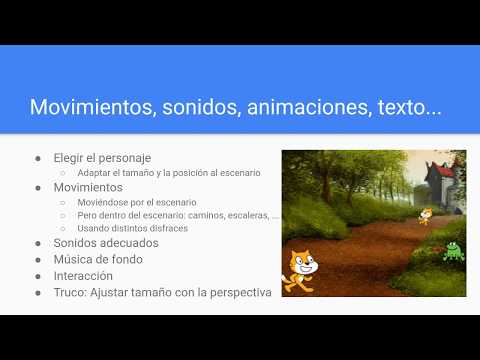 Movimientos, sonidos, animaciones, texto...
● Elegir el personaje
○ Adaptar el tamaño y la posición al escenario
● Movimientos
○ Moviéndose por el escenario
○ Pero dentro del escenario: caminos, escaleras, ...
○ Usando distintos disfraces
● Sonidos adecuados
● Música de fondo
● Interacción
● Truco: Ajustar tamaño con la perspectiva